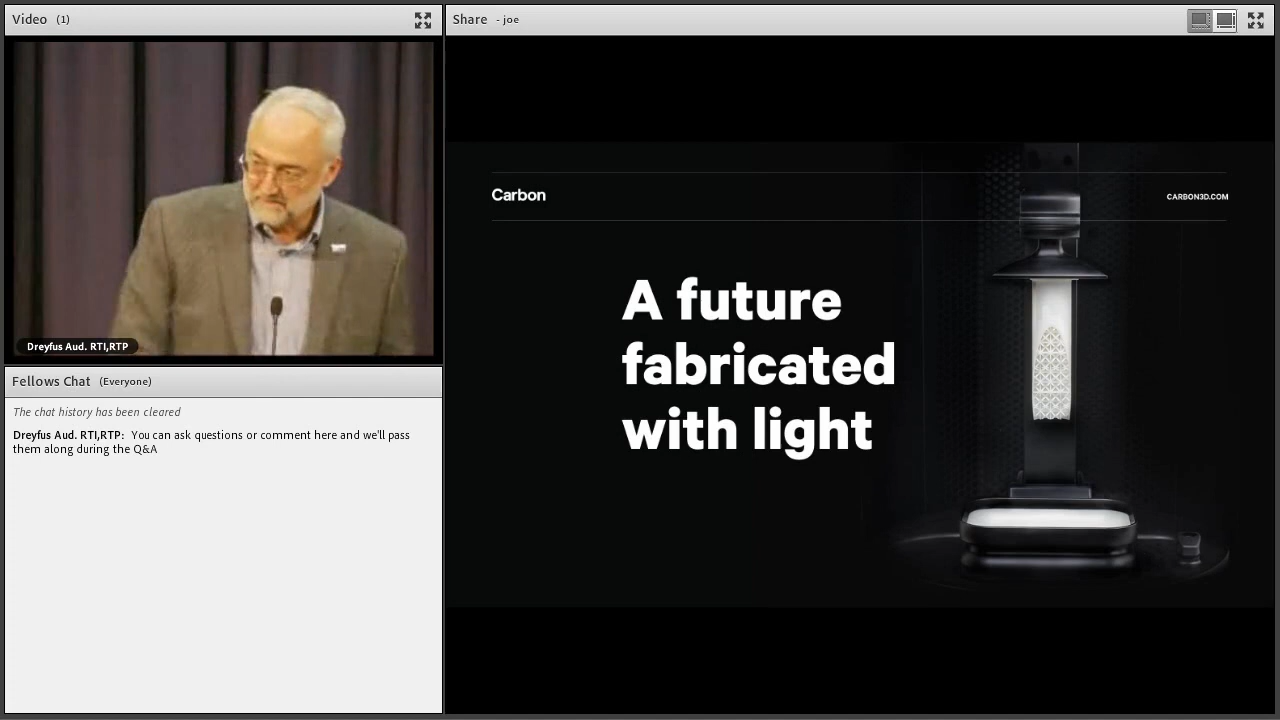 Video (1)
Dreyfus Aud. RTI,RTP
Fellows Chat (Everyone)
The chat history has been cleared
Dreyfus Aud. RTI,RTP: You can ask questions or comment here and we'll pass
them along during the Q&A
Share - joe
Carbon
CARBON3D.COM
A future
fabricated
with light